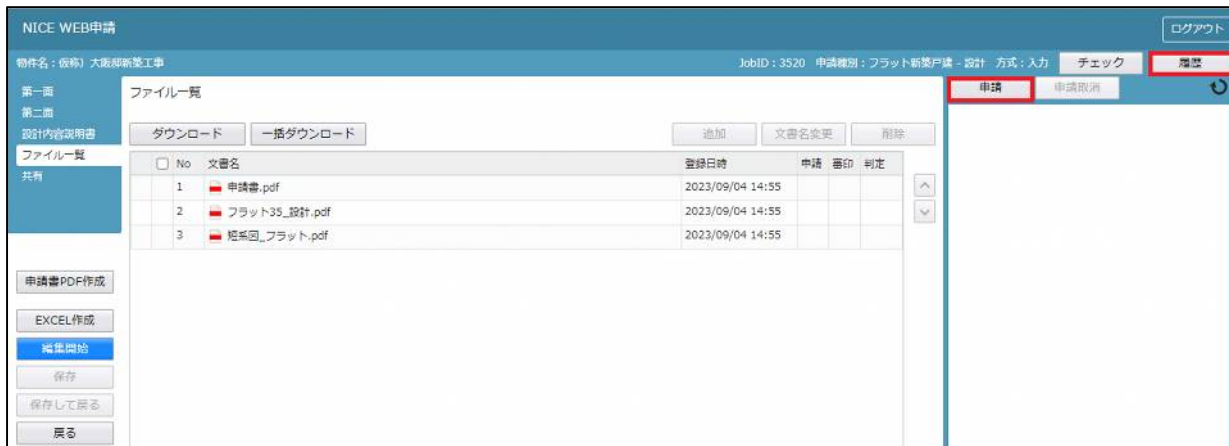 NICE WEB申請
ログアウト
物件名：仮称）大阪邸新築工事
JobID：3520 申請種別：フラット新築戸建 - 設計 方式：入力
チェック
履歴
第一面
第二面
設計内容説明書
ファイル一覧
共有
ファイル一覧
申請
申請取消
ダウンロード
一括ダウンロード
追加
文書名変更
削除
No 文書名 登録日時 申請 審印 判定
1 申請書.pdf 2023/09/04 14:55
2 フラット35_設計.pdf 2023/09/04 14:55
3 矩系図_フラット.pdf 2023/09/04 14:55
申請書PDF作成
EXCEL作成
編集開始
保存
保存して戻る
戻る